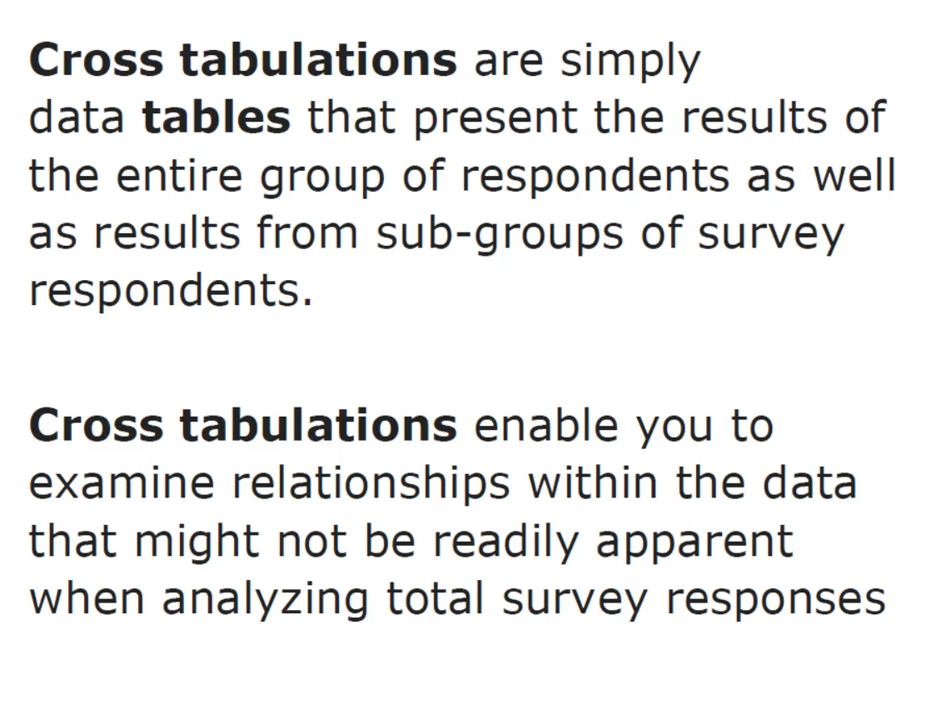 Cross tabulations are simply
data tables that present the results of
the entire group of respondents as well
as results from sub-groups of survey
respondents.
Cross tabulations enable you to
examine relationships within the data
that might not be readily apparent
when analyzing total survey responses